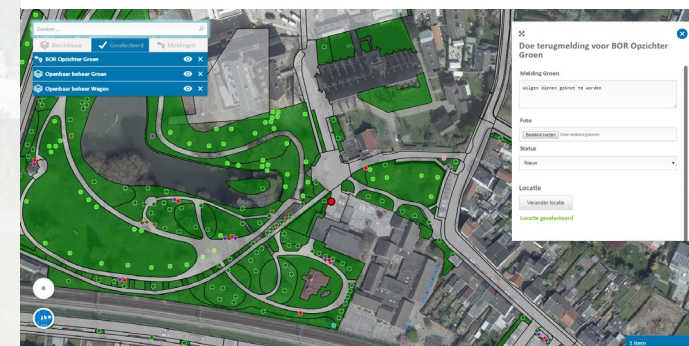 Zoeken ...
Beschikbaar
Geselecteerd
Meldingen
BOR Opzichter Groen
Openbaar beheer Groen
Openbaar beheer Wegen
Doe terugmelding voor BOR Opzichter
Groen
Melding Groen
Wilgen dienen geknot te worden
Foto
Bestand kiezen Geen bestand gekozen
Status
Nieuw
Locatie
Verander locatie
Locatie geselecteerd
1 item